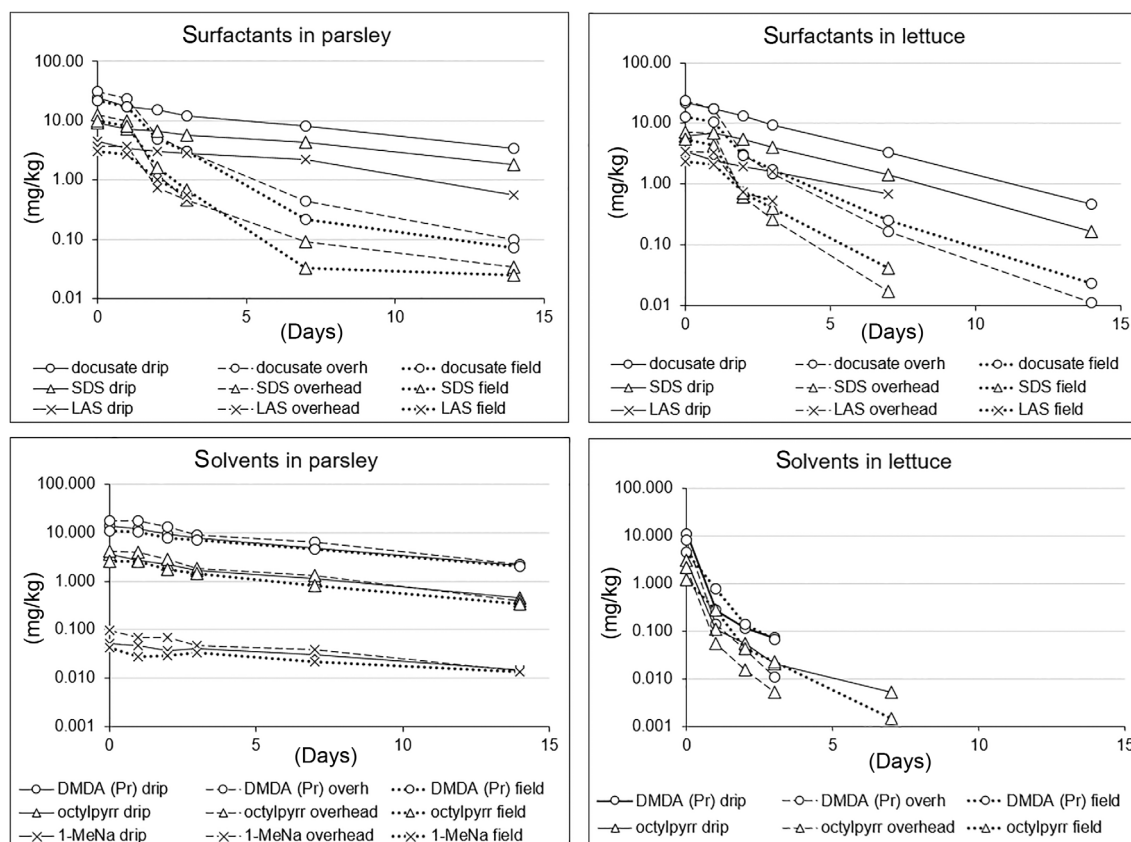 Surfactants in parsley
100.00
10.00
1.00
0.10
0.01
(mg/kg)
0 5 10 15
(Days)
docusate drip docusate overh docusate field
SDS drip SDS overhead SDS field
LAS drip LAS overhead LAS field
Surfactants in lettuce
100.00
10.00
1.00
0.10
0.01
(mg/kg)
0 5 10 15
(Days)
docusate drip docusate overh docusate field
SDS drip SDS overhead SDS field
LAS drip LAS overhead LAS field
Solvents in parsley
100.000
10.000
1.000
0.100
0.010
0.001
(mg/kg)
0 5 10 15
(Days)
DMDA (Pr) drip DMDA (Pr) overh DMDA (Pr) field
octylpyrr drip octylpyrr overhead octylpyrr field
1-MeNa drip 1-MeNa overhead 1-MeNa field
Solvents in lettuce
100.000
10.000
1.000
0.100
0.010
0.001
(mg/kg)
0 5 10 15
(Days)
DMDA (Pr) drip DMDA (Pr) overh DMDA (Pr) field
octylpyrr drip octylpyrr overhead octylpyrr field